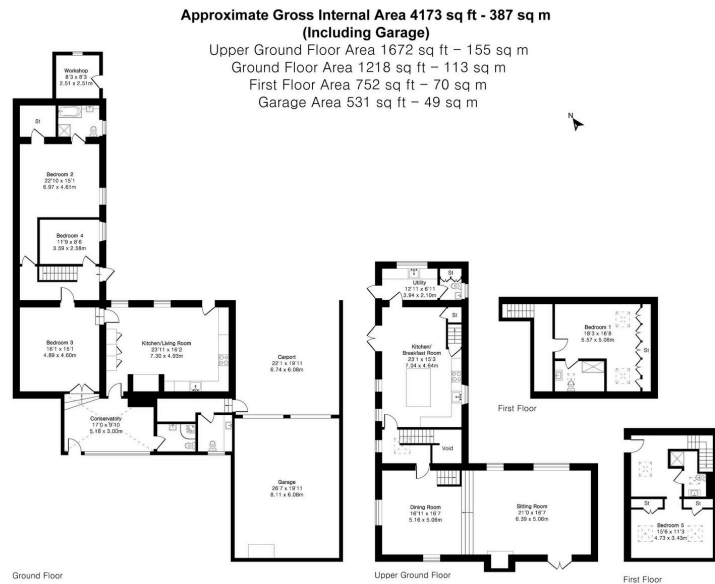 Approximate Gross Internal Area 4173 sq ft - 387 sq m
(Including Garage)
Upper Ground Floor Area 1672 sq ft – 155 sq m
Ground Floor Area 1218 sq ft – 113 sq m
First Floor Area 752 sq ft – 70 sq m
Garage Area 531 sq ft – 49 sq m
N
Workshop
8'3 x 8'3
2.51 x 2.51m
St
Bedroom 2
22'10 x 15'1
6.97 x 4.61m
Bedroom 4
11'9 x 8'6
3.59 x 2.58m
Bedroom 3
16'1 x 15'1
4.89 x 4.60m
Kitchen/Living Room
23'11 x 16'2
7.30 x 4.93m
Carport
22'1 x 19'11
6.74 x 6.08m
Conservatory
17'0 x 9'10
5.18 x 3.00m
Garage
26'7 x 19'11
8.11 x 6.08m
Ground Floor
Utility
12'11 x 6'11
3.94 x 2.10m
St
St
Kitchen/
Breakfast Room
23'1 x 15'3
7.04 x 4.64m
Void
Dining Room
16'11 x 16'7
5.16 x 5.06m
Sitting Room
21'0 x 16'7
6.39 x 5.06m
Upper Ground Floor
Bedroom 1
18'3 x 16'8
5.57 x 5.08m
St
First Floor
St
St
Bedroom 5
15'6 x 11'3
4.73 x 3.43m
First Floor